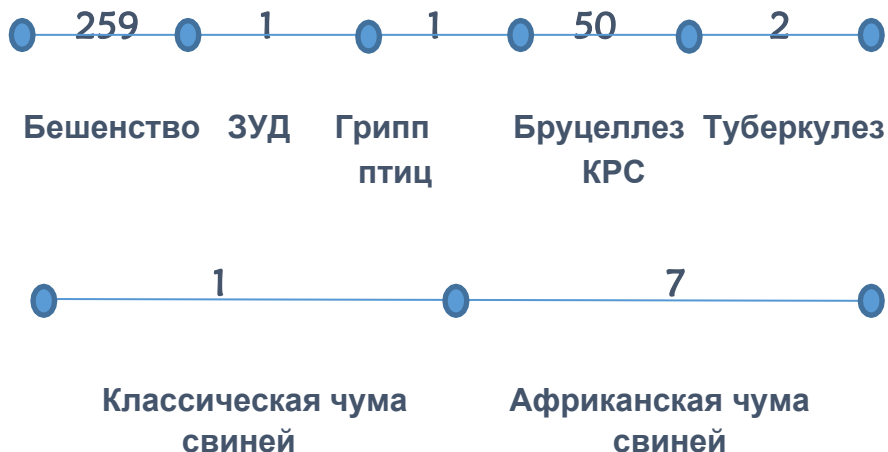 259 1 1 50 2
Бешенство ЗУД Грипп Бруцеллез Туберкулез
птиц КРС
1 7
Классическая чума Африканская чума
свиней свиней